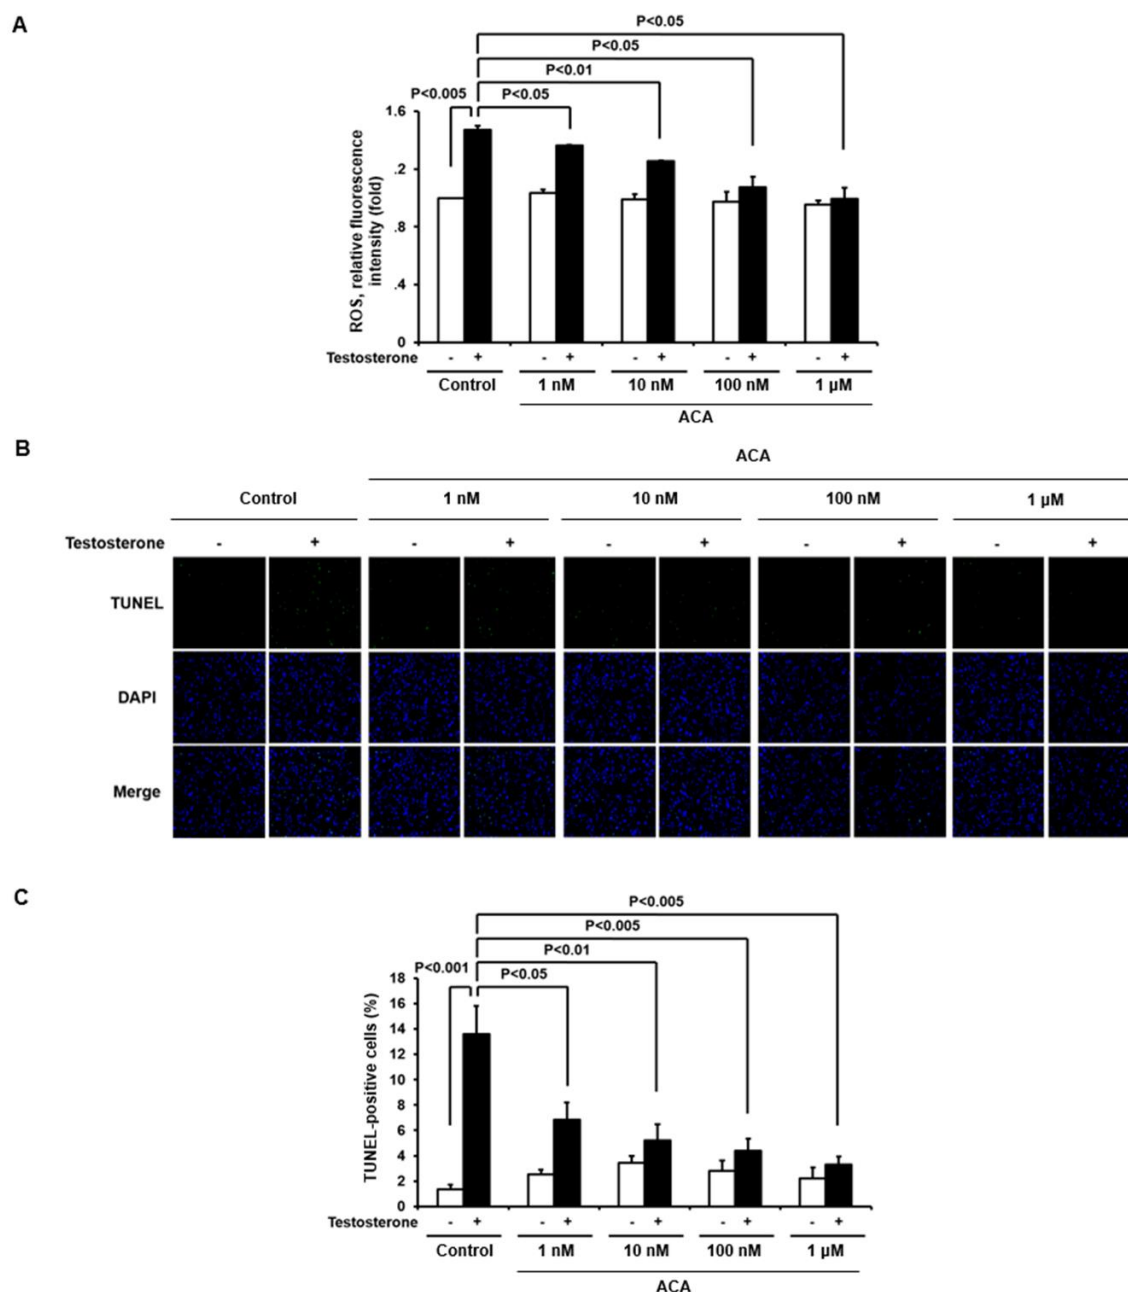 A
P<0.05
P<0.05
P<0.01
P<0.005 P<0.05
1.6
.2
.8
.4
0
ROS, relative fluorescence
intensity (fold)
Testosterone - + - + - + - + - +
Control 1 nM 10 nM 100 nM 1 µM
ACA
B
ACA
Control 1 nM 10 nM 100 nM 1 µM
Testosterone - + - + - + - + - +
TUNEL
DAPI
Merge
C
P<0.005
P<0.005
P<0.01
P<0.001 P<0.05
18
16
14
12
10
8
6
4
2
0
TUNEL-positive cells (%)
Testosterone - + - + - + - + - +
Control 1 nM 10 nM 100 nM 1 µM
ACA